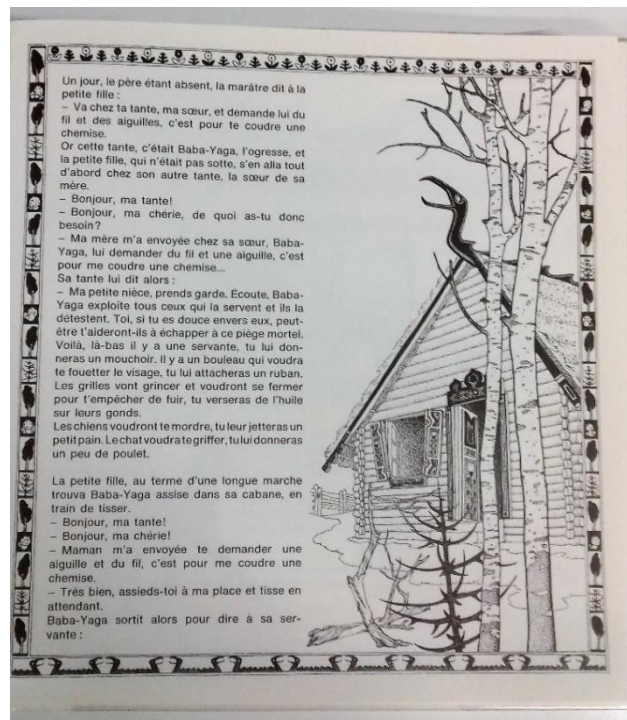 Un jour, le père étant absent, la marâtre dit à la
petite fille :
– Va chez ta tante, ma sœur, et demande lui du
fil et des aiguilles, c'est pour te coudre une
chemise.
Or cette tante, c'était Baba-Yaga, l'ogresse, et
la petite fille, qui n'était pas sotte, s'en alla tout
d'abord chez son autre tante, la sœur de sa
mère.
– Bonjour, ma tante!
– Bonjour, ma chérie, de quoi as-tu donc
besoin?
– Ma mère m'a envoyée chez sa sœur, Baba-
Yaga, lui demander du fil et une aiguille, c'est
pour me coudre une chemise...
Sa tante lui dit alors :
– Ma petite nièce, prends garde. Écoute, Baba-
Yaga exploite tous ceux qui la servent et ils la
détestent. Toi, si tu es douce envers eux, peut-
être t'aideront-ils à échapper à ce piège mortel.
Voilà, là-bas il y a une servante, tu lui don-
neras un mouchoir. Il y a un bouleau qui voudra
te fouetter le visage, tu lui attacheras un ruban.
Les grilles vont grincer et voudront se fermer
pour t'empêcher de fuir, tu verseras de l'huile
sur leurs gonds.
Les chiens voudront te mordre, tu leur jetteras un
petit pain. Le chat voudra te griffer, tu lui donneras
un peu de poulet.
La petite fille, au terme d'une longue marche
trouva Baba-Yaga assise dans sa cabane, en
train de tisser.
– Bonjour, ma tante!
– Bonjour, ma chérie!
– Maman m'a envoyée te demander une
aiguille et du fil, c'est pour me coudre une
chemise.
– Très bien, assieds-toi à ma place et tisse en
attendant.
Baba-Yaga sortit alors pour dire à sa ser-
vante :